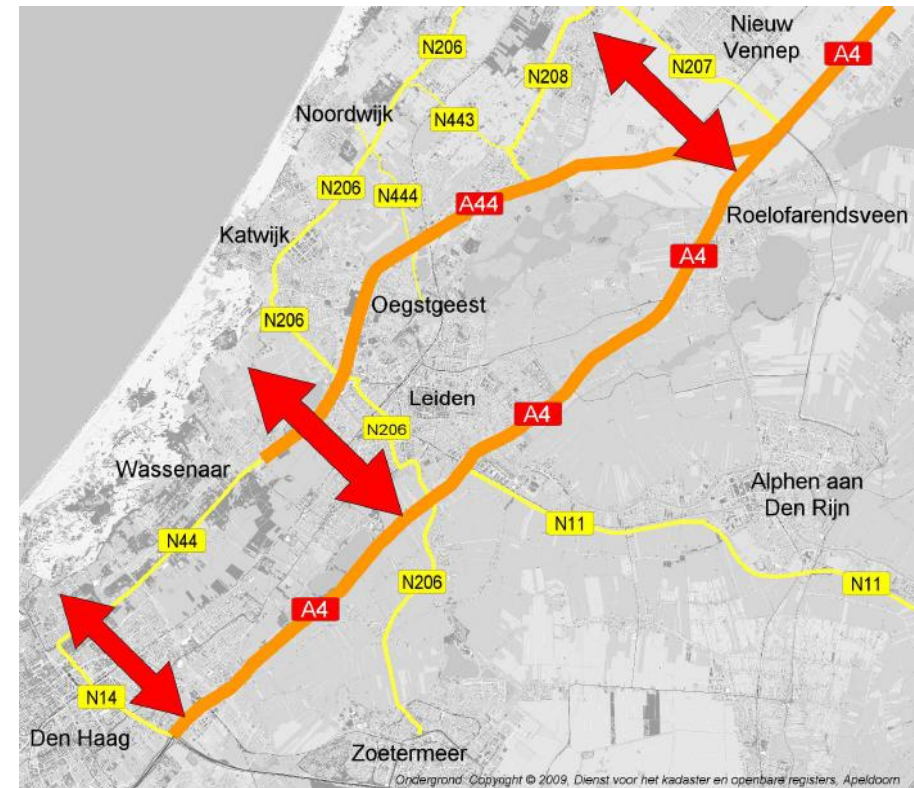 Nieuw
Vennep
A4
N206
N208
N207
Noordwijk
N443
N206
N444
A44
Roelofarendsveen
Katwijk
A4
Oegstgeest
N206
Leiden
A4
N206
Wassenaar
Alphen aan
Den Rijn
N11
N44
N206
N11
A4
N14
Den Haag
Zoetermeer
Ondergrond: Copyright © 2009, Dienst voor het kadaster en openbare registers, Apeldoorn